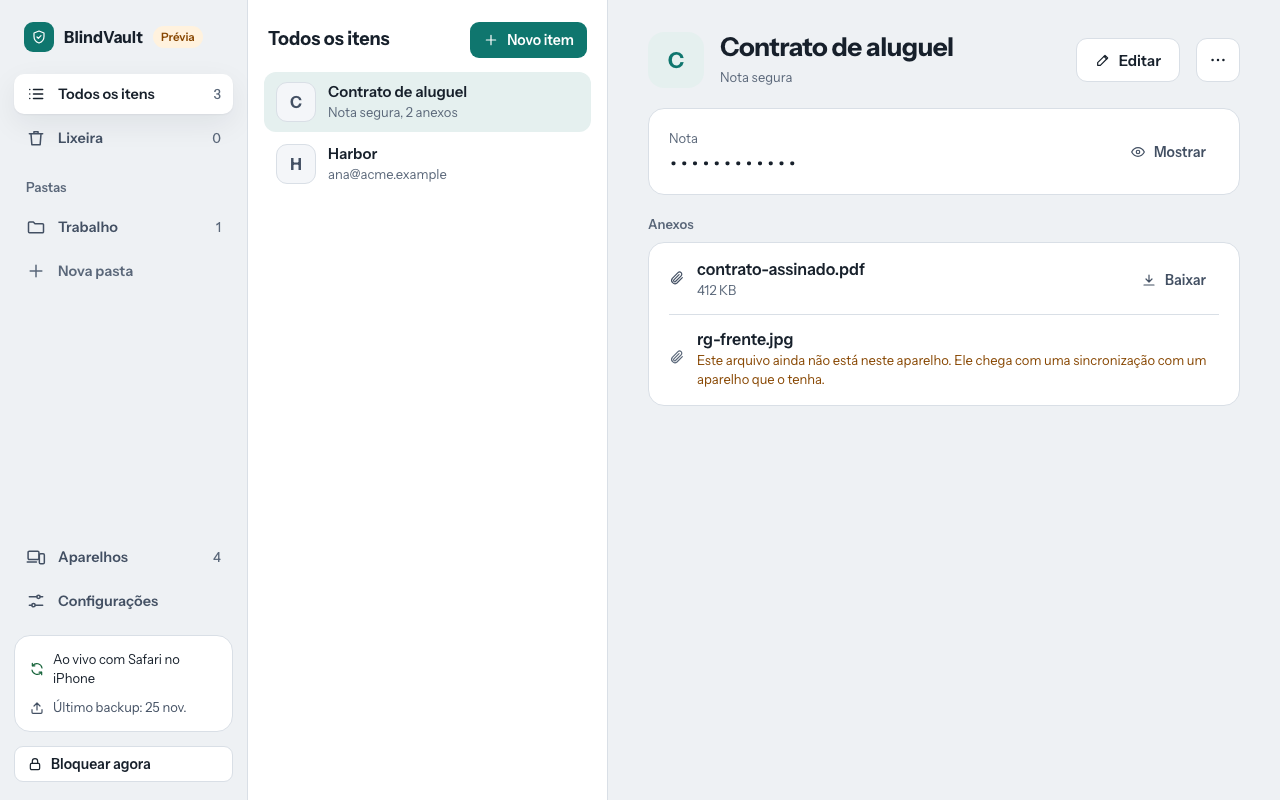 BlindVault
Prévia
Todos os itens
3
Lixeira
0
Pastas
Trabalho
1
Nova pasta
Aparelhos
4
Configurações
Ao vivo com Safari no
iPhone
Último backup: 25 nov.
Bloquear agora
Todos os itens
Novo item
C
Contrato de aluguel
Nota segura, 2 anexos
H
Harbor
ana@acme.example
C
Contrato de aluguel
Nota segura
Editar
Nota
••••••••••••
Mostrar
Anexos
contrato-assinado.pdf
412 KB
Baixar
rg-frente.jpg
Este arquivo ainda não está neste aparelho. Ele chega com uma sincronização com um
aparelho que o tenha.